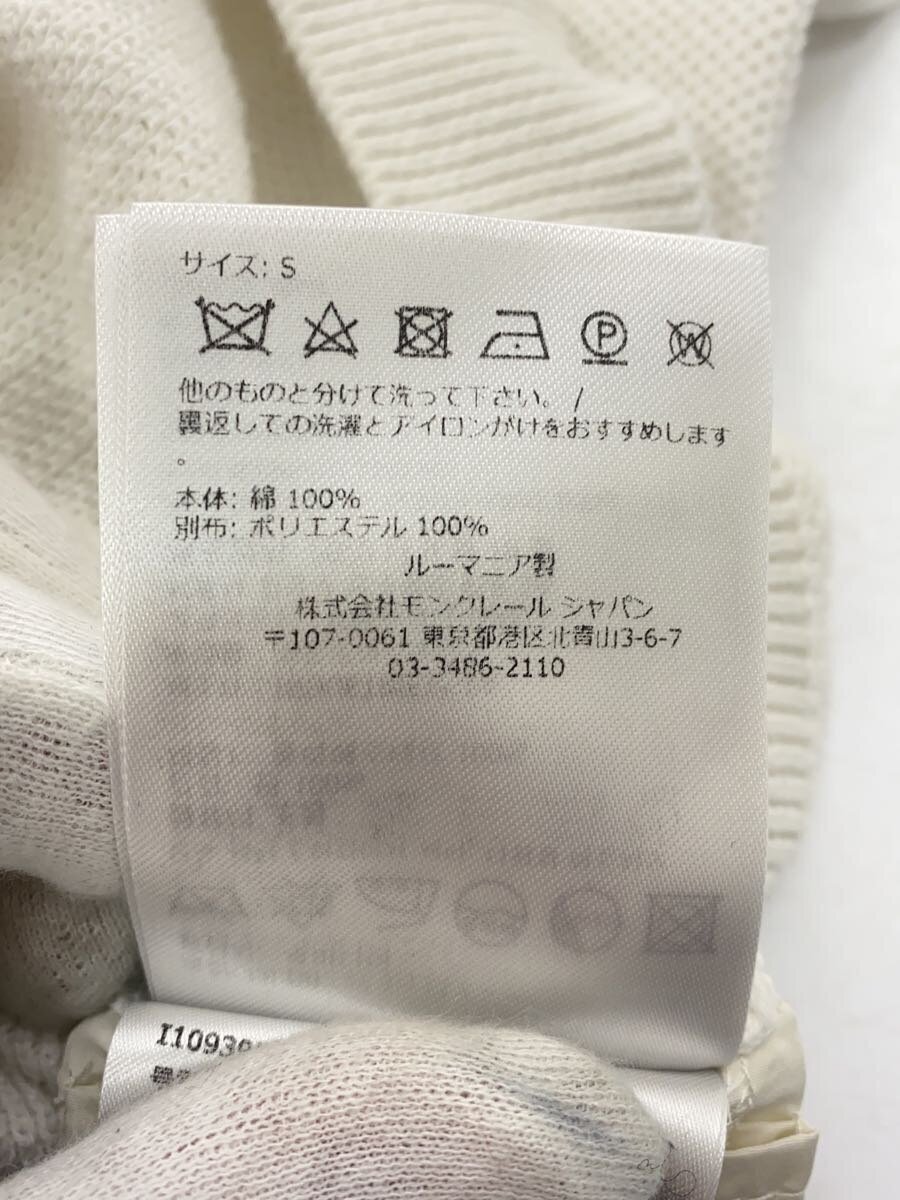 サイズ: S
P
W
他のものと分けて洗って下さい。 /
裏返しての洗濯とアイロンがけをおすすめします
。
本体: 綿 100%
別布: ポリエステル 100%
ルーマニア製
株式会社モンクレール ジャパン
〒107-0061 東京都港区北青山3-6-7
03-3486-2110